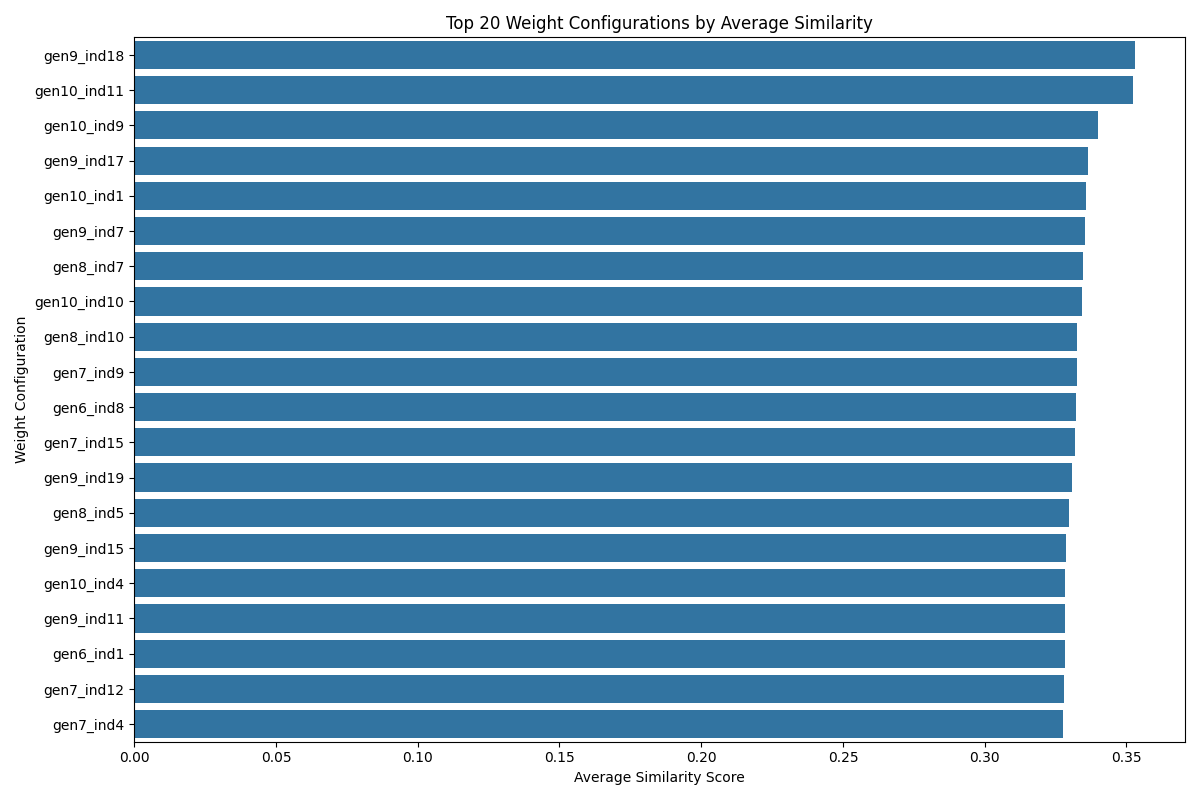 Top 20 Weight Configurations by Average Similarity
Weight Configuration
gen9_ind18
gen10_ind11
gen10_ind9
gen9_ind17
gen10_ind1
gen9_ind7
gen8_ind7
gen10_ind10
gen8_ind10
gen7_ind9
gen6_ind8
gen7_ind15
gen9_ind19
gen8_ind5
gen9_ind15
gen10_ind4
gen9_ind11
gen6_ind1
gen7_ind12
gen7_ind4
0.00 0.05 0.10 0.15 0.20 0.25 0.30 0.35
Average Similarity Score